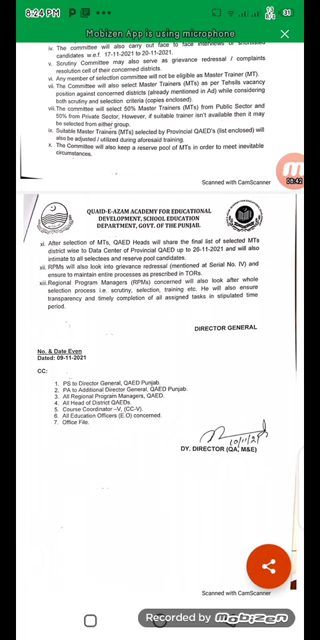 8:24 PM
31
Mobizen App is using microphone
iv. The committee will also carry out face to face interviews of shortlisted
candidates w.e.f 17-11-2021 to 20-11-2021.
v. Scrutiny Committee may also serve as grievance redressal / complaints
resolution cell of their concerned districts.
vi. Any member of selection committee will not be eligible as Master Trainer (MT).
vii. The Committee will also select Master Trainers (MTs) as per Tehsils vacancy
position against concerned districts (already mentioned in Ad) while considering
both scrutiny and selection criteria (copies enclosed).
viii. The committee will select 50% Master Trainers (MTs) from Public Sector and
50% from Private Sector, However, if suitable trainer isn't available then it may
be selected from either group.
ix. Suitable Master Trainers (MTs) selected by Provincial QAED's (list enclosed) will
also be adjusted / utilized during aforesaid training.
x. The Committee will also keep a reserve pool of MTs in order to meet inevitable
circumstances.
06:42
Scanned with CamScanner
QUAID-E-AZAM ACADEMY FOR EDUCATIONAL
DEVELOPMENT, SCHOOL EDUCATION
DEPARTMENT, GOVT. OF THE PUNJAB.
xi. After selection of MTs, QAED Heads will share the final list of selected MTs
district wise to Data Center of Provincial QAED up to 26-11-2021 and will also
intimate to all selectees and reserve pool candidates.
xii. RPMs will also look into grievance redressal (mentioned at Serial No. IV) and
ensure to maintain entire processes as prescribed in TORs.
xiii. Regional Program Managers (RPMs) concerned will also look after whole
selection process i.e. scrutiny, selection, training etc. He will also ensure
transparency and timely completion of all assigned tasks in stipulated time
period.
DIRECTOR GENERAL
No. & Date Even
Dated: 09-11-2021
CC:
1. PS to Director General, QAED Punjab.
2. PA to Additional Director General, QAED Punjab.
3. All Regional Program Managers, QAED.
4. All Head of District QAEDs.
5. Course Coordinator –V, (CC-V).
6. All Education Officers (E.O) concerned.
7. Office File.
10/11/21
DY. DIRECTOR (QA, M&E)
Scanned with CamScanner
Recorded by mobizen